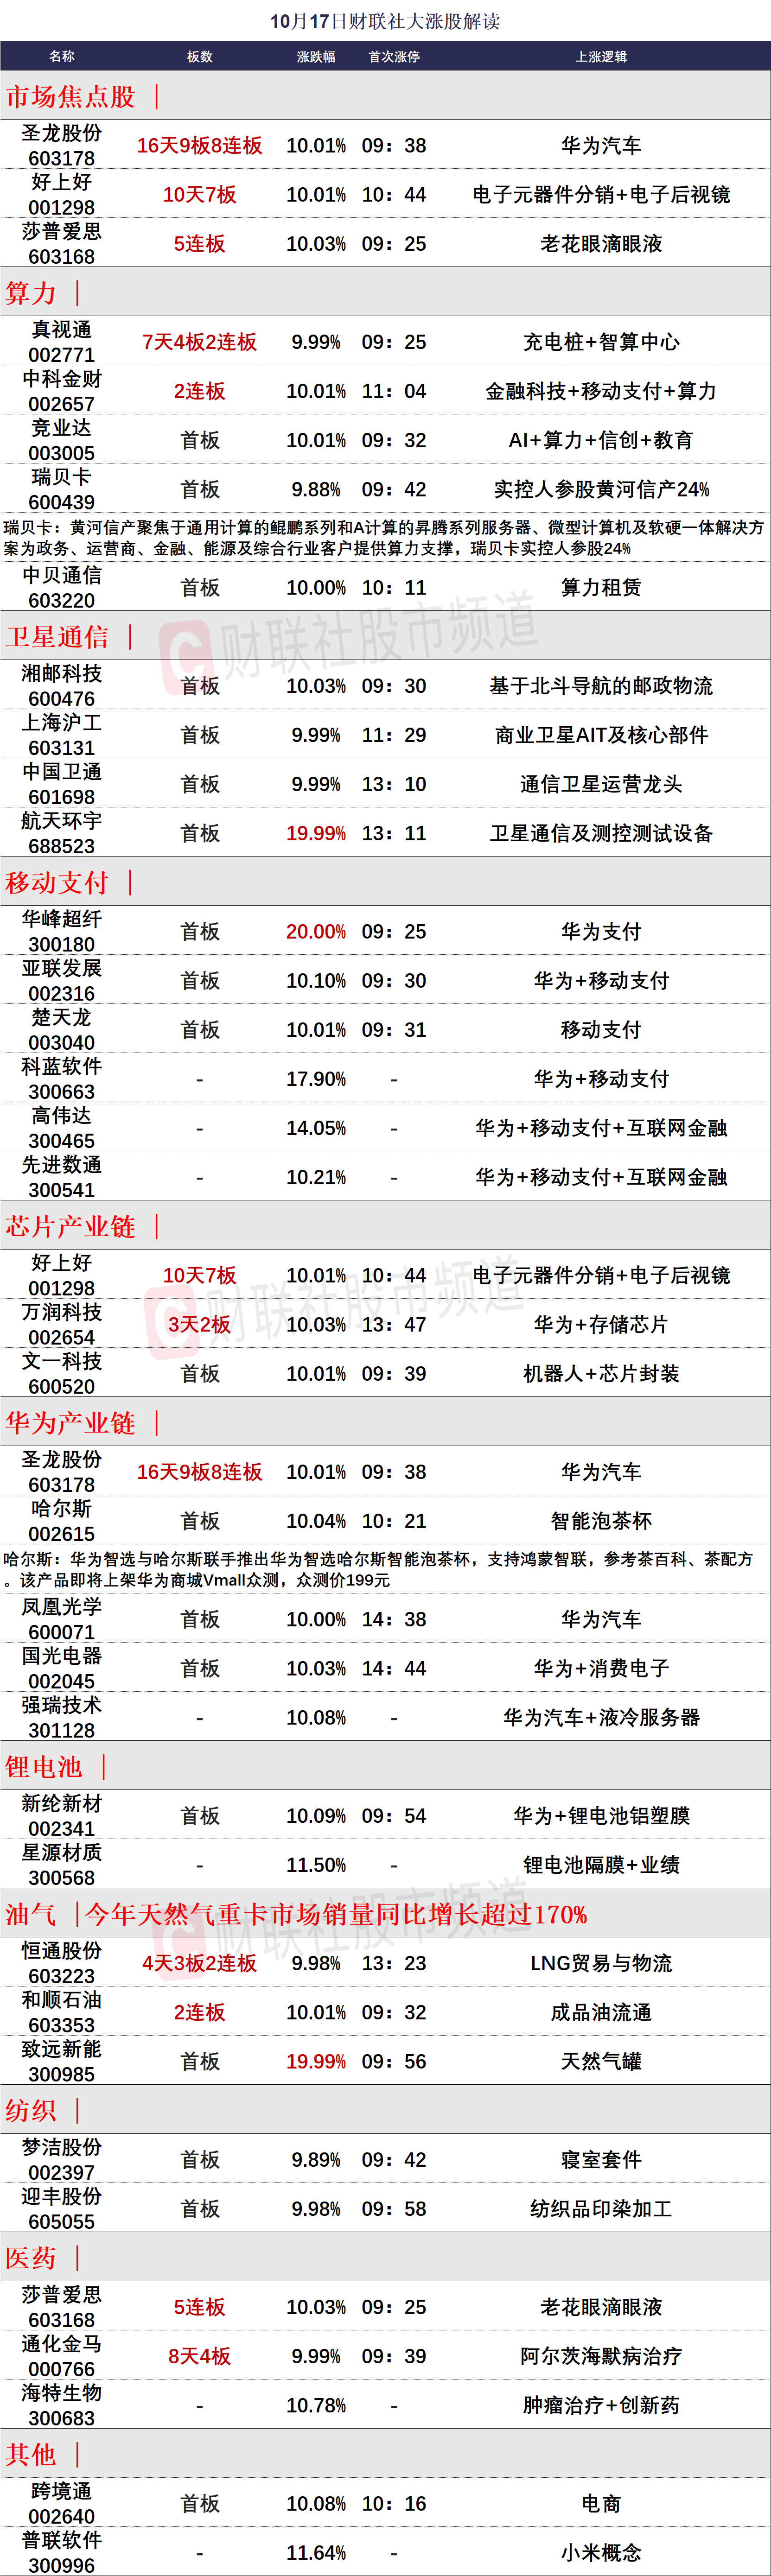 10月17日财联社大涨股解读
名称 板数 涨跌幅 首次涨停 上涨逻辑
市场焦点股 |
圣龙股份
603178 16天9板8连板 10.01% 09：38 华为汽车
好上好
001298 10天7板 10.01% 10：44 电子元器件分销+电子后视镜
莎普爱思
603168 5连板 10.03% 09：25 老花眼滴眼液
算力 |
真视通
002771 7天4板2连板 9.99% 09：25 充电桩+智算中心
中科金财
002657 2连板 10.01% 11：04 金融科技+移动支付+算力
竞业达
003005 首板 10.01% 09：32 AI+算力+信创+教育
瑞贝卡
600439 首板 9.88% 09：42 实控人参股黄河信产24%
瑞贝卡：黄河信产聚焦于通用计算的鲲鹏系列和A计算的昇腾系列服务器、微型计算机及软硬一体解决方
案为政务、运营商、金融、能源及综合行业客户提供算力支撑，瑞贝卡实控人参股24%
中贝通信
603220 首板 10.00% 10：11 算力租赁
财联社股市频道
卫星通信 |
湘邮科技
600476 首板 10.03% 09：30 基于北斗导航的邮政物流
上海沪工
603131 首板 9.99% 11：29 商业卫星AIT及核心部件
中国卫通
601698 首板 9.99% 13：10 通信卫星运营龙头
航天环宇
688523 首板 19.99% 13：11 卫星通信及测控测试设备
移动支付 |
华峰超纤
300180 首板 20.00% 09：25 华为支付
亚联发展
002316 首板 10.10% 09：30 华为+移动支付
楚天龙
003040 首板 10.01% 09：31 移动支付
科蓝软件
300663 - 17.90% - 华为+移动支付
高伟达
300465 - 14.05% - 华为+移动支付+互联网金融
先进数通
300541 - 10.21% - 华为+移动支付+互联网金融
芯片产业链 |
好上好
001298 10天7板 10.01% 10：44 电子元器件分销+电子后视镜
财联社股市频道
万润科技
002654 3天2板 10.03% 13：47 华为+存储芯片
文一科技
600520 首板 10.01% 09：39 机器人+芯片封装
华为产业链 |
圣龙股份
603178 16天9板8连板 10.01% 09：38 华为汽车
哈尔斯
002615 首板 10.04% 10：21 智能泡茶杯
哈尔斯：华为智选与哈尔斯联手推出华为智选哈尔斯智能泡茶杯，支持鸿蒙智联，参考茶百科、茶配方
。该产品即将上架华为商城Vmall众测，众测价199元
凤凰光学
600071 首板 10.00% 14：38 华为汽车
国光电器
002045 首板 10.03% 14：44 华为+消费电子
强瑞技术
301128 - 10.08% - 华为汽车+液冷服务器
锂电池 |
新纶新材
002341 首板 10.09% 09：54 华为+锂电池铝塑膜
星源材质
300568 - 11.50% - 锂电池隔膜+业绩
油气 |今年天然气重卡市场销量同比增长超过170%
财联社股市频道
恒通股份
603223 4天3板2连板 9.98% 13：23 LNG贸易与物流
和顺石油
603353 2连板 10.01% 09：32 成品油流通
致远新能
300985 首板 19.99% 09：56 天然气罐
纺织 |
梦洁股份
002397 首板 9.89% 09：42 寝室套件
迎丰股份
605055 首板 9.98% 09：58 纺织品印染加工
医药 |
莎普爱思
603168 5连板 10.03% 09：25 老花眼滴眼液
通化金马
000766 8天4板 9.99% 09：39 阿尔茨海默病治疗
海特生物
300683 - 10.78% - 肿瘤治疗+创新药
其他 |
跨境通
002640 首板 10.08% 10：16 电商
普联软件
300996 - 11.64% - 小米概念